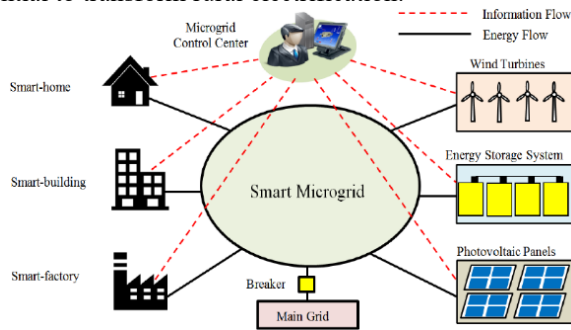 Microgrid
Control Center
Information Flow
Energy Flow
Smart-home
Wind Turbines
Smart-building
Energy Storage System
Smart Microgrid
Smart-factory
Photovoltaic Panels
Breaker
Main Grid